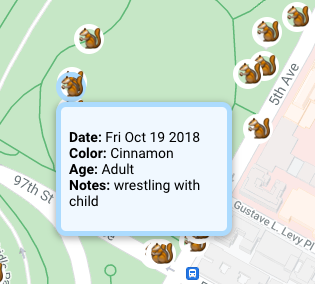 5th Ave
Date: Fri Oct 19 2018
Color: Cinnamon
Age: Adult
Notes: wrestling with
child
97th St
Gustave L. Levy Pl